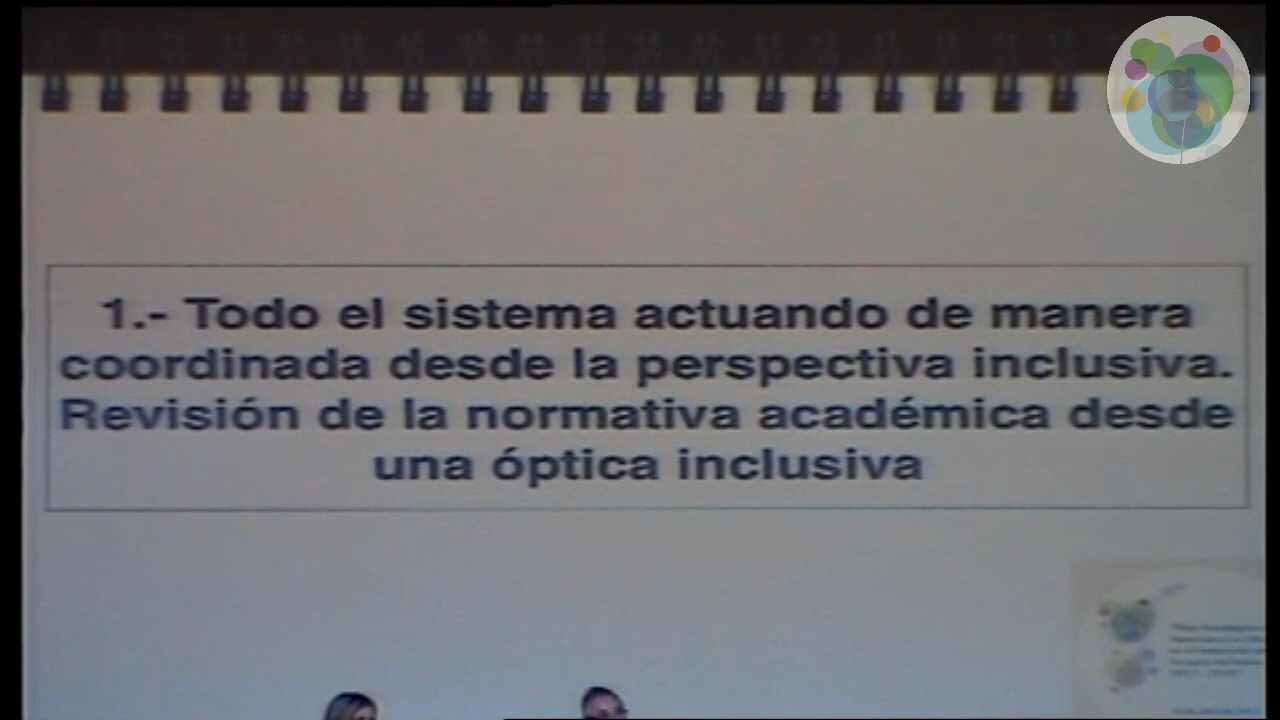 1.- Todo el sistema actuando de manera
coordinada desde la perspectiva inclusiva.
Revisión de la normativa académica desde
una óptica inclusiva